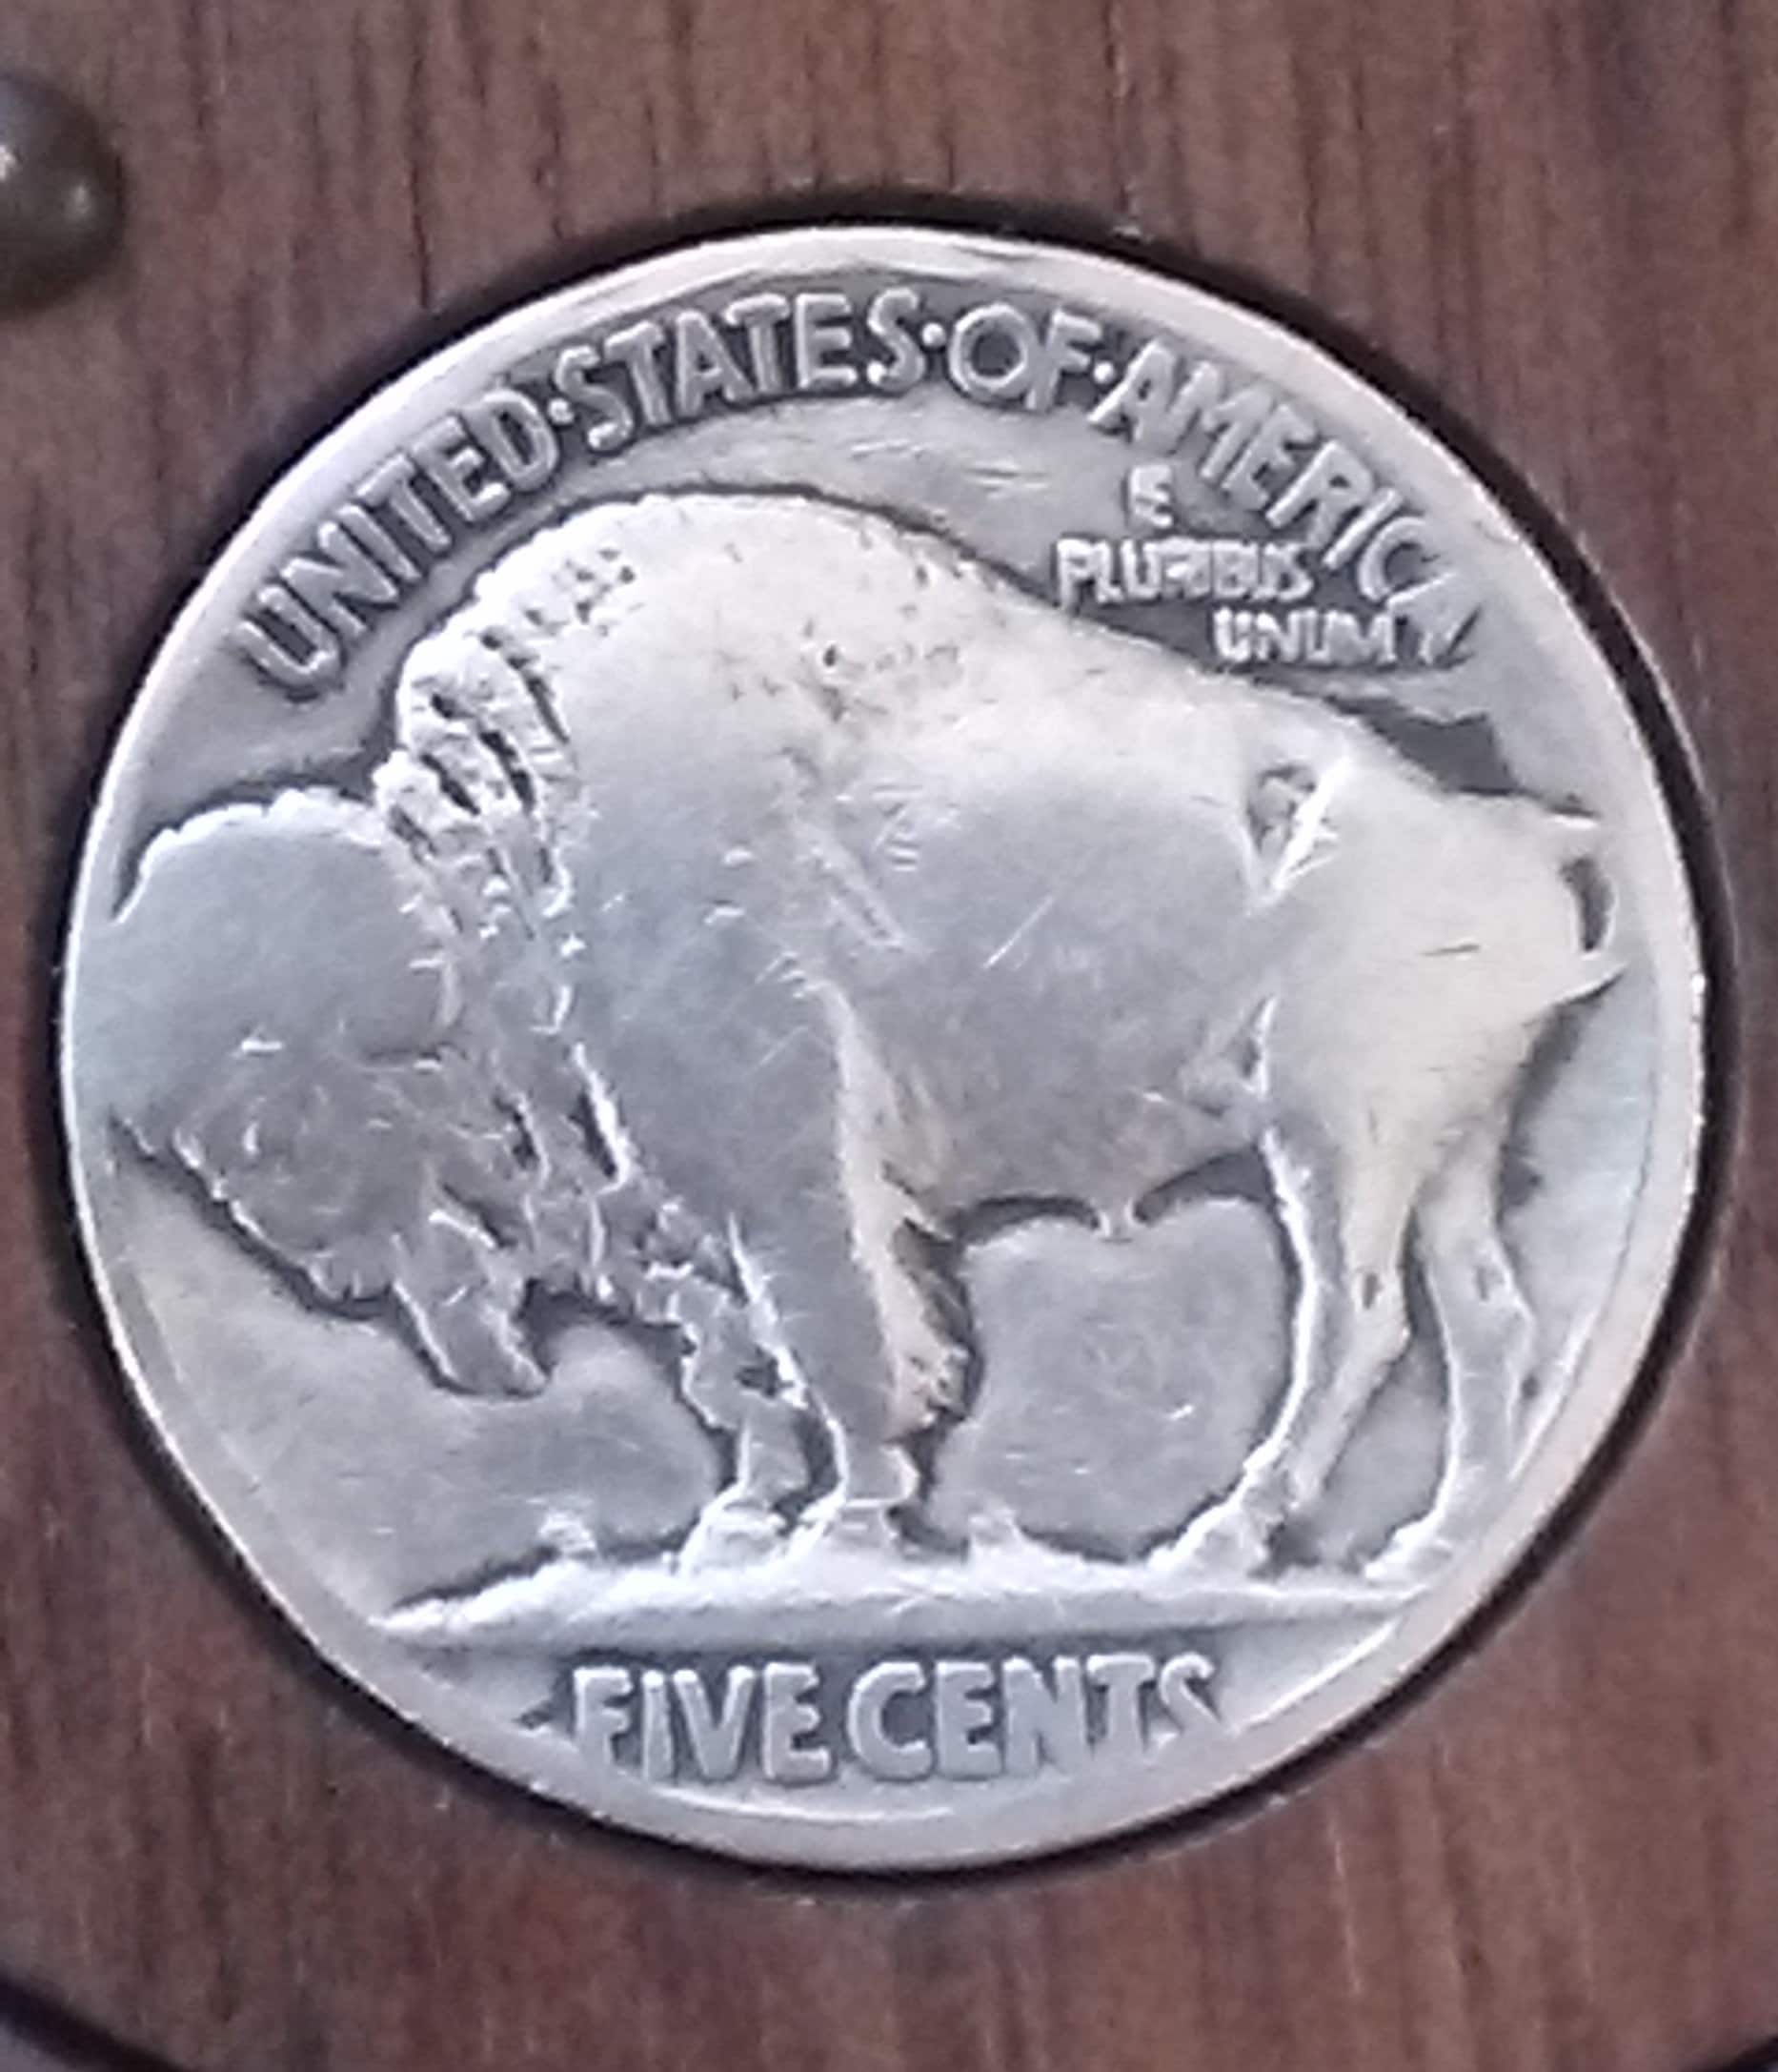 UNITED·STATES·OF·AMERICA
E
PLURIBUS
UNUM
FIVE CENTS